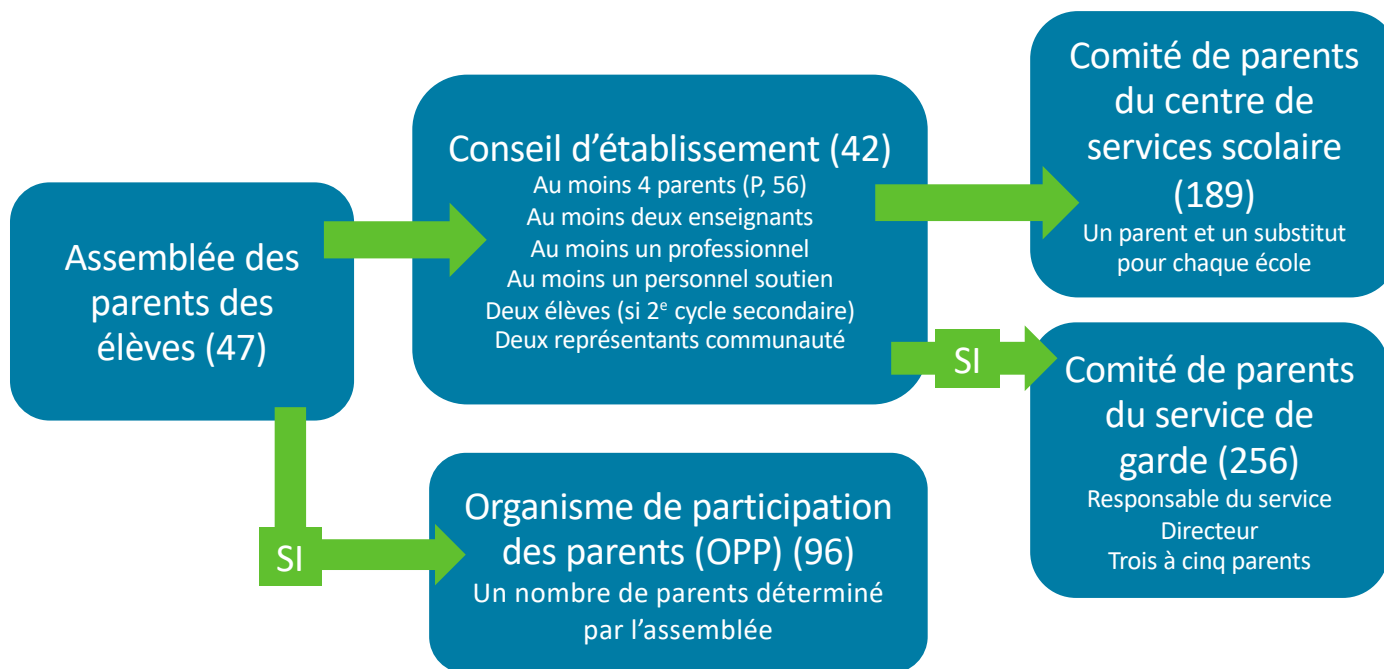 Assemblée des
parents des
élèves (47)
Conseil d’établissement (42)
Au moins 4 parents (P, 56)
Au moins deux enseignants
Au moins un professionnel
Au moins un personnel soutien
Deux élèves (si 2e cycle secondaire)
Deux représentants communauté
Comité de parents
du centre de
services scolaire
(189)
Un parent et un substitut
pour chaque école
SI
Comité de parents
du service de
garde (256)
Responsable du service
Directeur
Trois à cinq parents
SI
Organisme de participation
des parents (OPP) (96)
Un nombre de parents déterminé
par l’assemblée